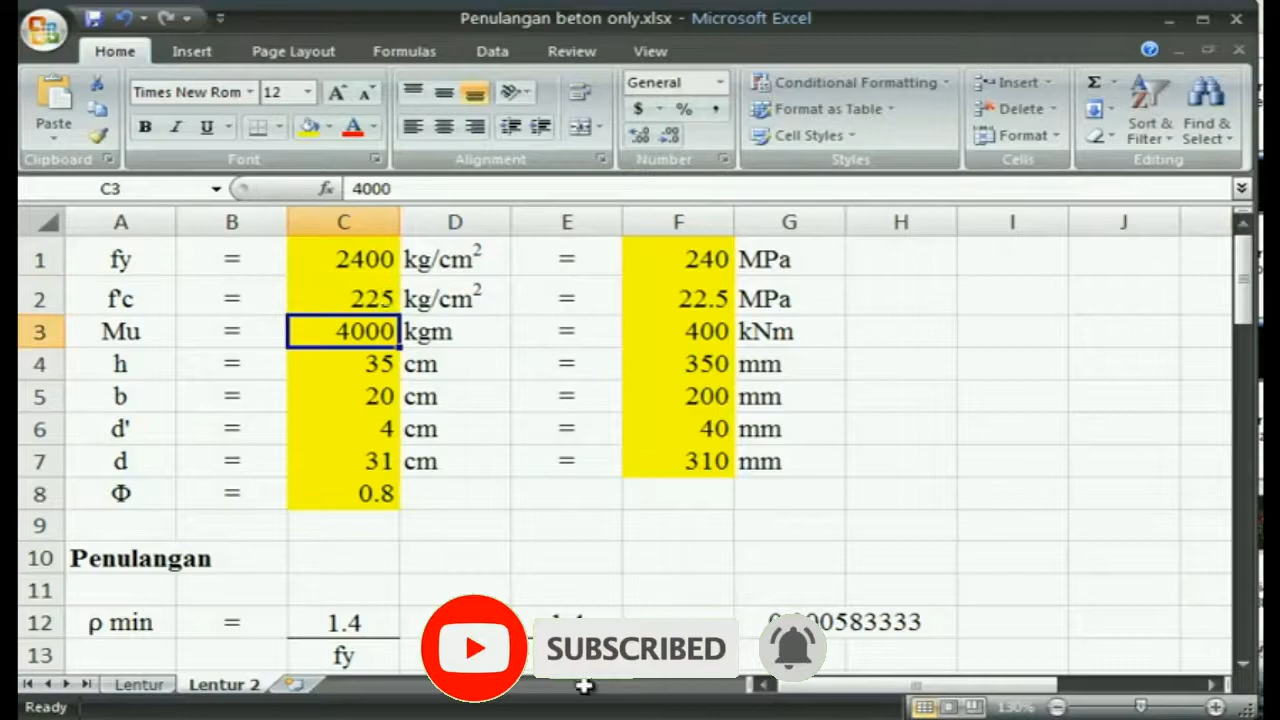 Penulangan beton only.xlsx - Microsoft Excel
Home Insert Page Layout Formulas Data Review View
Paste Times New Rom 12 General Conditional Formatting Insert Σ
B I U A $ % , Format as Table Delete Sort & Find &
Cell Styles Format Filter Select
Clipboard Font Alignment Number Styles Cells Editing
C3 fx 4000
A B C D E F G H I J
1 fy = 2400 kg/cm² = 240 MPa
2 f'c = 225 kg/cm² = 22.5 MPa
3 Mu = 4000 kgm = 400 kNm
4 h = 35 cm = 350 mm
5 b = 20 cm = 200 mm
6 d' = 4 cm = 40 mm
7 d = 31 cm = 310 mm
8 Φ = 0.8
9
10 Penulangan
11
12 ρ min = 1.4
13 fy
SUBSCRIBED
Lentur Lentur 2
Ready 130%